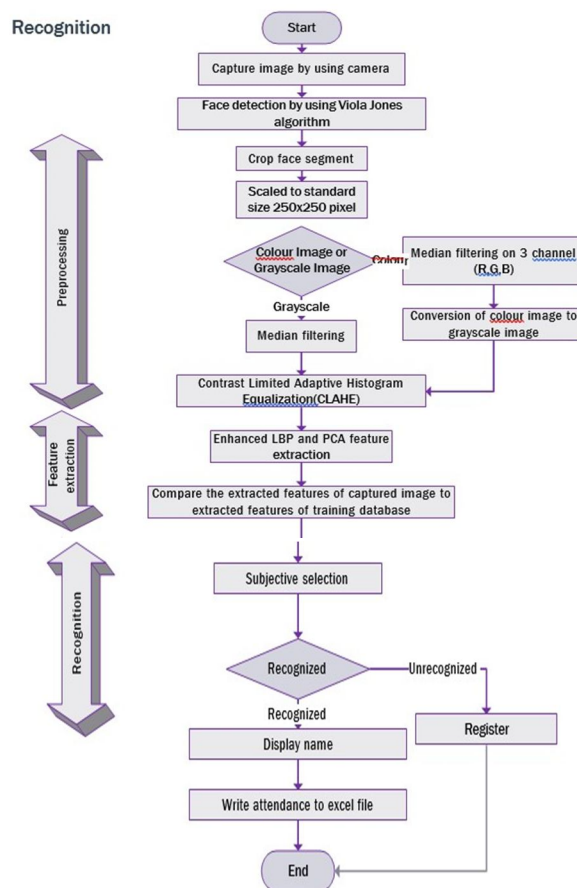 Recognition
Start
Capture image by using camera
Face detection by using Viola Jones
algorithm
Crop face segment
Scaled to standard
size 250x250 pixel
Colour Image or
Grayscale Image
Colour
Median filtering on 3 channel
(R,G,B)
Grayscale
Median filtering
Conversion of colour image to
grayscale image
Contrast Limited Adaptive Histogram
Equalization(CLAHE)
Enhanced LBP and PCA feature
extraction
Compare the extracted features of captured image to
extracted features of training database
Subjective selection
Recognized
Unrecognized
Recognized
Register
Display name
Write attendance to excel file
End
Preprocessing
Feature
extraction
Recognition